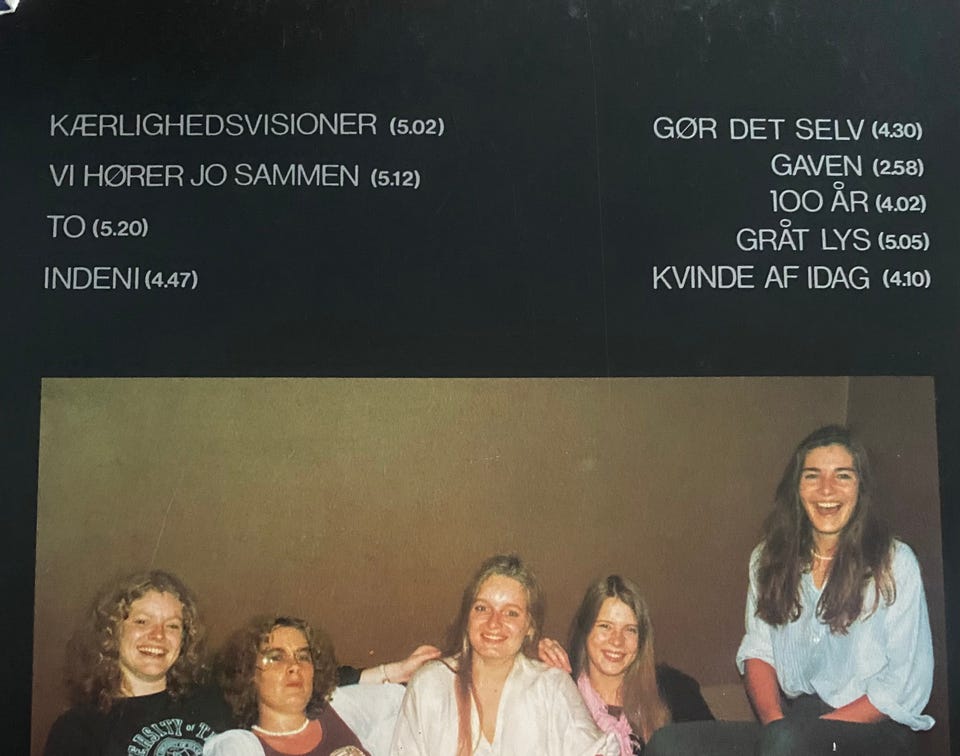 KÆRLIGHEDSVISIONER (5.02)
VI HØRER JO SAMMEN (5.12)
TO (5.20)
INDENI (4.47)
GØR DET SELV (4.30)
GAVEN (2.58)
100 ÅR (4.02)
GRÅT LYS (5.05)
KVINDE AF IDAG (4.10)